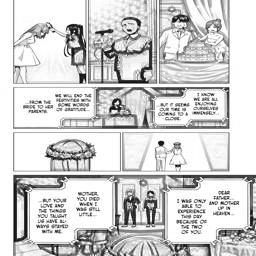 I KNOW
WE ARE ALL
ENJOYING
OURSELVES
IMMENSELY...
...BUT IT SEEMS
OUR TIME
IS COMING TO
A CLOSE.
WE WILL END THE
FESTIVITIES WITH
SOME WORDS
OF GRATITUDE...
...FROM
THE BRIDE TO HER
PARENTS.
DEAR
FATHER...
AND MOTHER
UP IN
HEAVEN...
I WAS ONLY
ABLE TO
EXPERIENCE
THIS DAY
BECAUSE OF
THE TWO
OF YOU.
MOTHER,
YOU DIED
WHEN I
WAS STILL
LITTLE...
...BUT YOUR
LOVE AND
THE THINGS
YOU TAUGHT
US HAVE AL-
WAYS STAYED
WITH ME.